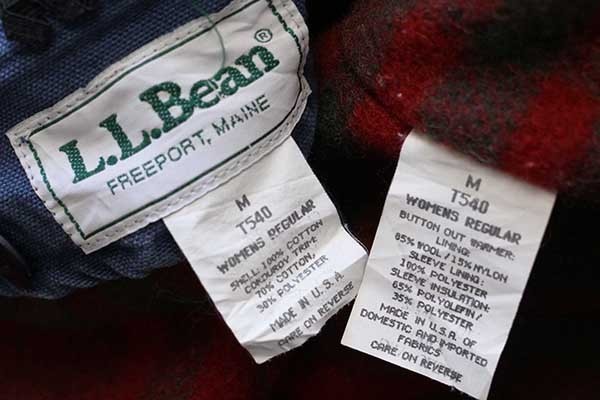 L.L.Bean®
FREEPORT, MAINE
M
T540
WOMENS REGULAR
SHELL: 100% COTTON
CORDUROY TRIM:
70% COTTON,
30% POLYESTER
MADE IN U.S.A.
CARE ON REVERSE
M
T540
WOMENS REGULAR
BUTTON OUT WARMER:
LINING:
85% WOOL / 15% NYLON
SLEEVE LINING:
100% POLYESTER
SLEEVE INSULATION:
65% POLYOLEFIN/
35% POLYESTER
MADE IN U.S.A. OF
DOMESTIC AND IMPORTED
FABRICS
CARE ON REVERSE